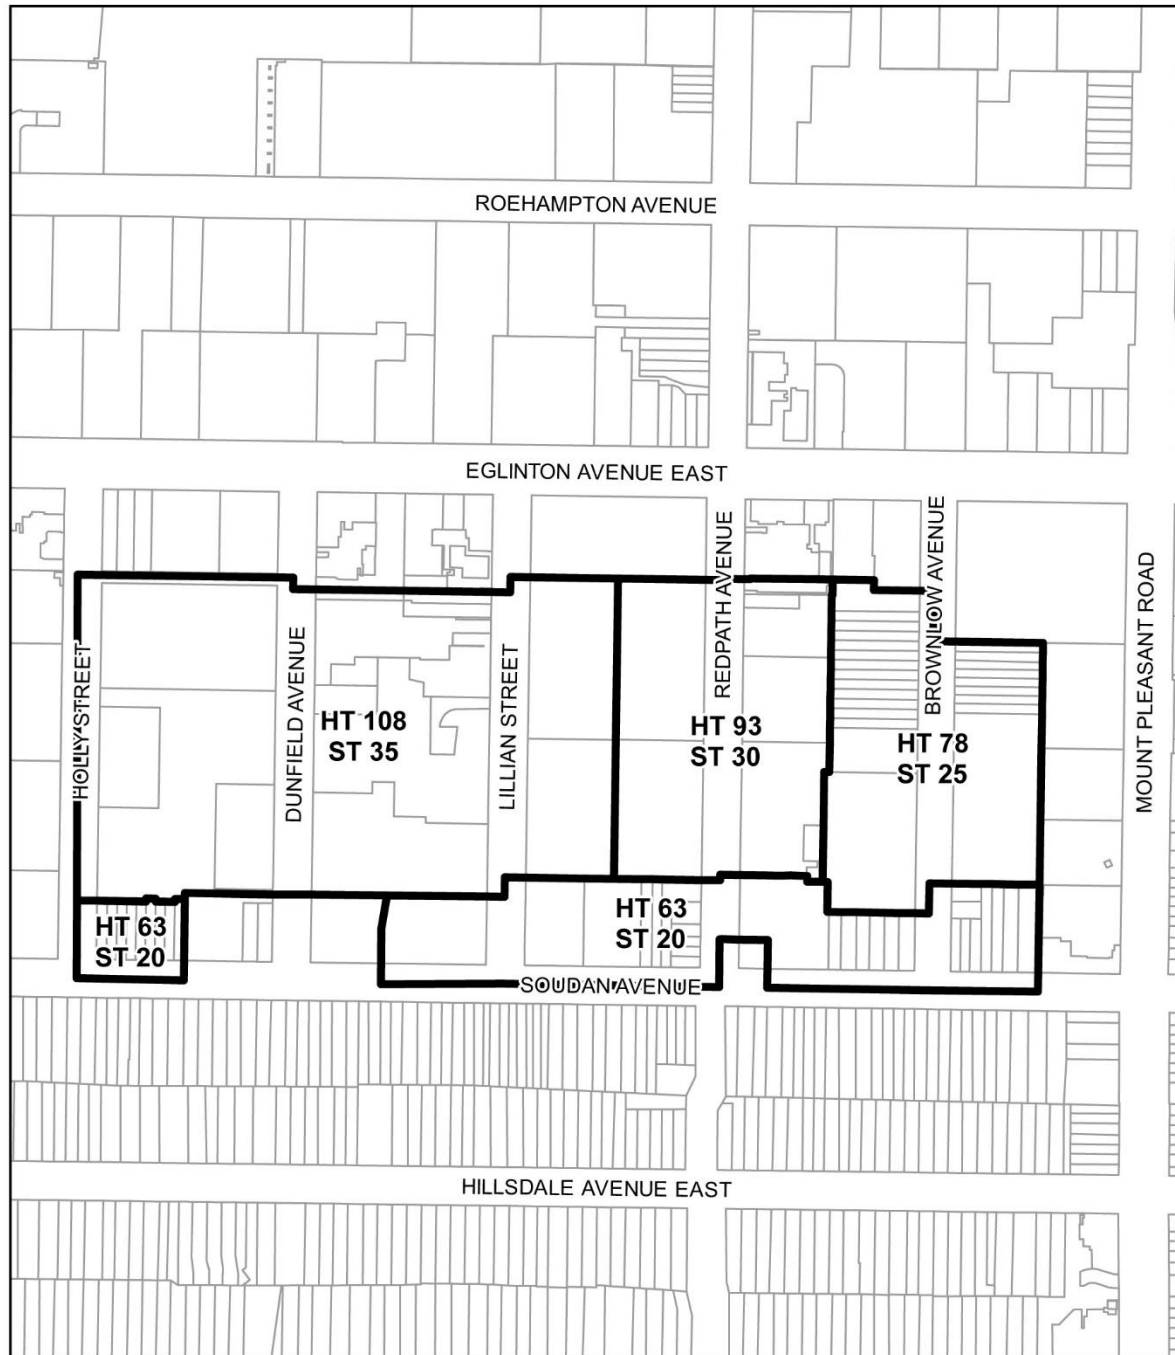 ROEHAMPTON AVENUE
EGLINTON AVENUE EAST
HOLLY STREET
DUNFIELD AVENUE
LILLIAN STREET
REDPATH AVENUE
BROWNLOW AVENUE
MOUNT PLEASANT ROAD
HT 108
ST 35
HT 93
ST 30
HT 78
ST 25
HT 63
ST 20
HT 63
ST 20
SOUDAN AVENUE
HILLSDALE AVENUE EAST